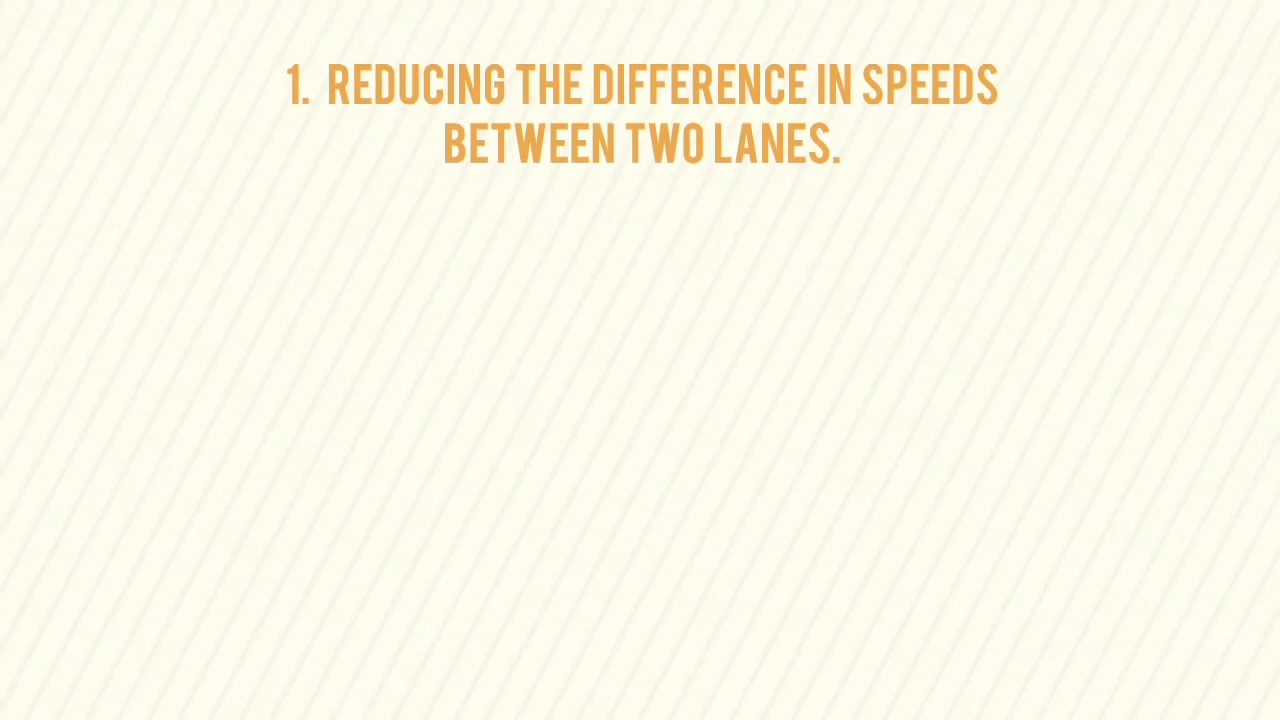 1. REDUCING THE DIFFERENCE IN SPEEDS
BETWEEN TWO LANES.